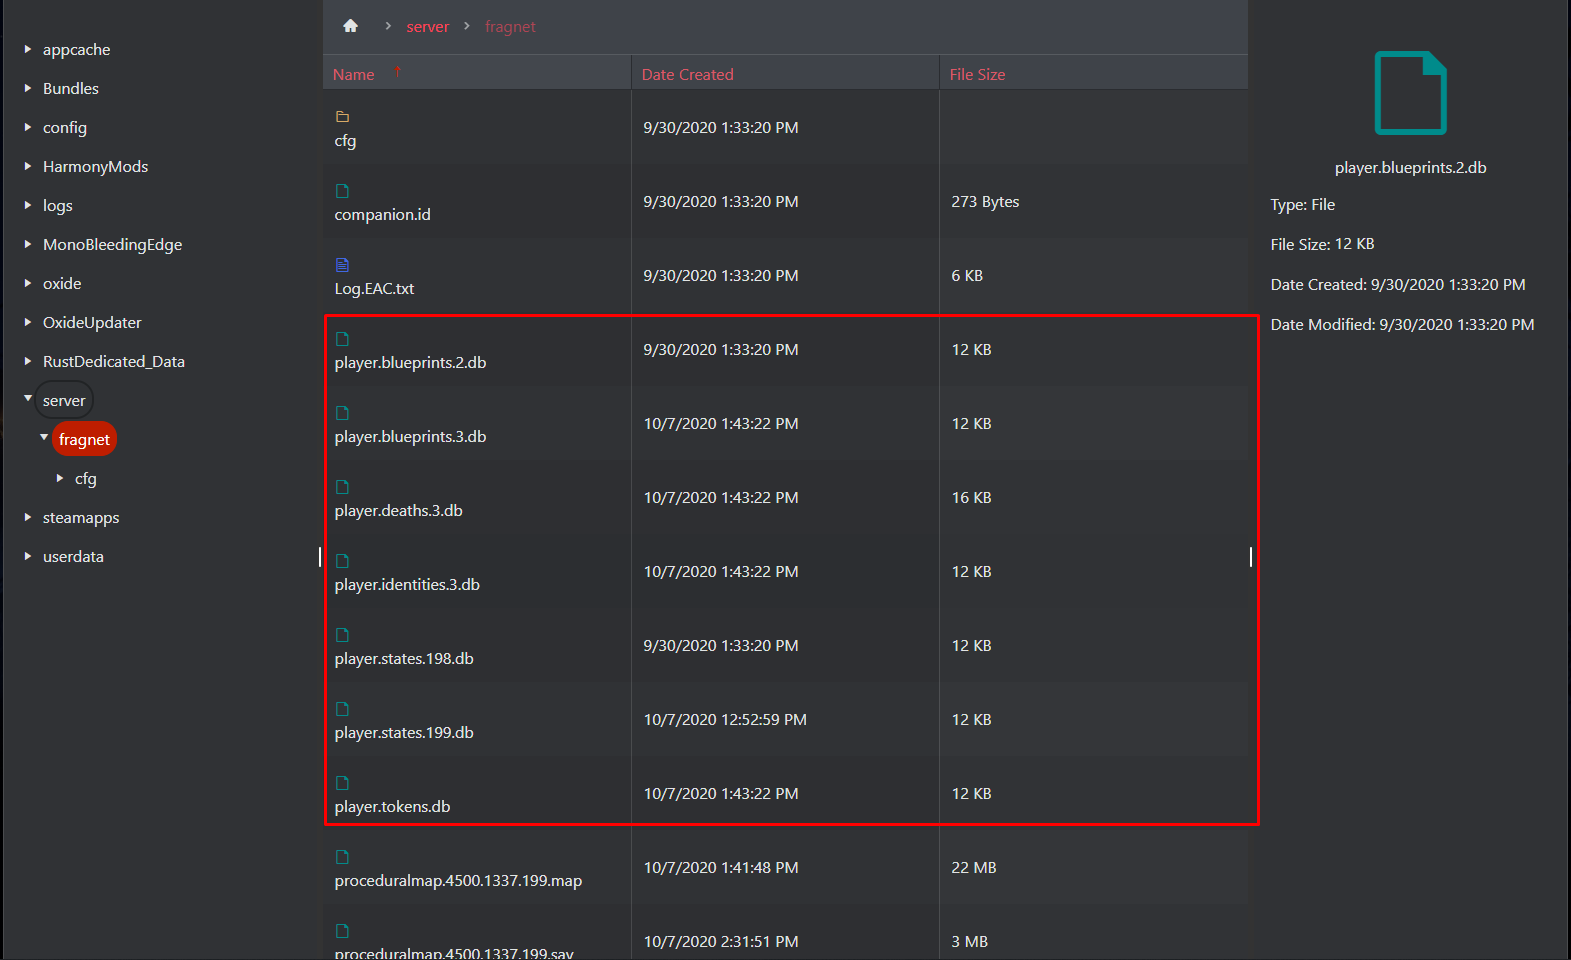 appcache
Bundles
config
HarmonyMods
logs
MonoBleedingEdge
oxide
OxideUpdater
RustDedicated_Data
server
fragnet
cfg
steamapps
userdata
server fragnet
Name Date Created File Size
cfg 9/30/2020 1:33:20 PM
companion.id 9/30/2020 1:33:20 PM 273 Bytes
Log.EAC.txt 9/30/2020 1:33:20 PM 6 KB
player.blueprints.2.db 9/30/2020 1:33:20 PM 12 KB
player.blueprints.3.db 10/7/2020 1:43:22 PM 12 KB
player.deaths.3.db 10/7/2020 1:43:22 PM 16 KB
player.identities.3.db 10/7/2020 1:43:22 PM 12 KB
player.states.198.db 9/30/2020 1:33:20 PM 12 KB
player.states.199.db 10/7/2020 12:52:59 PM 12 KB
player.tokens.db 10/7/2020 1:43:22 PM 12 KB
proceduralmap.4500.1337.199.map 10/7/2020 1:41:48 PM 22 MB
proceduralmap.4500.1337.199.sav 10/7/2020 2:31:51 PM 3 MB
player.blueprints.2.db
Type: File
File Size: 12 KB
Date Created: 9/30/2020 1:33:20 PM
Date Modified: 9/30/2020 1:33:20 PM